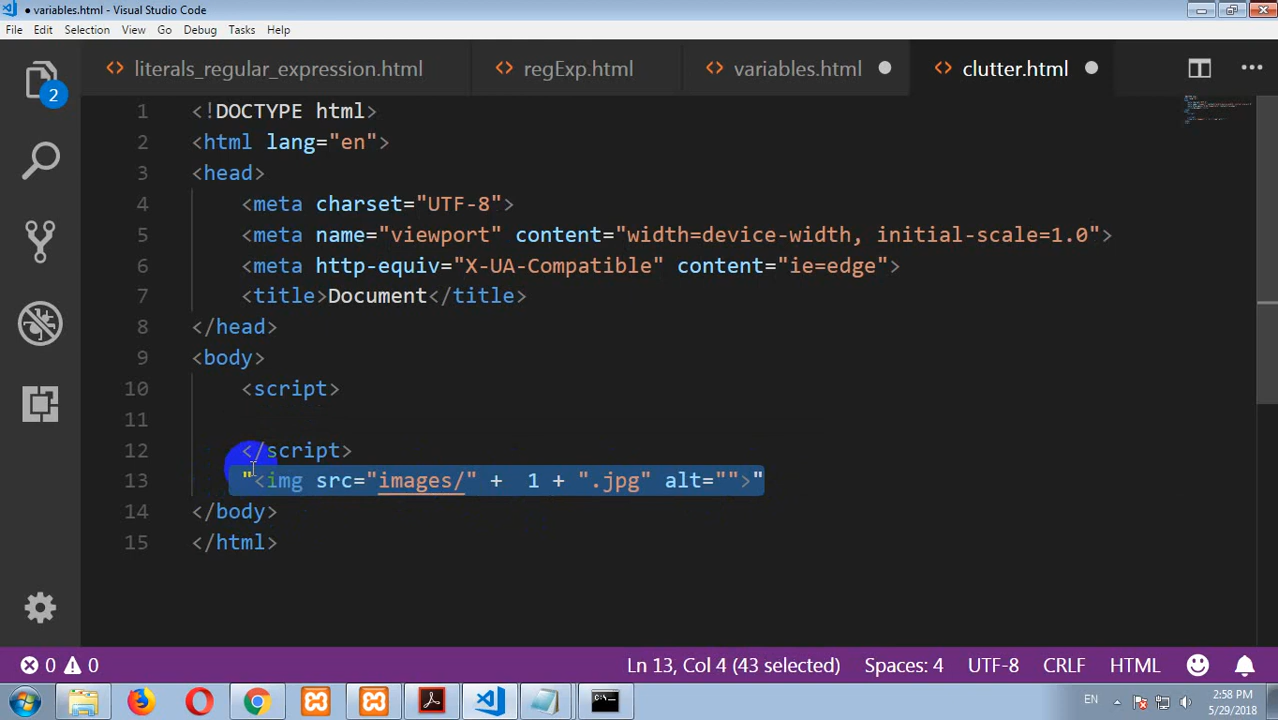 ● variables.html - Visual Studio Code
File Edit Selection View Go Debug Tasks Help
literals_regular_expression.html regExp.html variables.html clutter.html
2
1 <!DOCTYPE html>
2 <html lang="en">
3 <head>
4 <meta charset="UTF-8">
5 <meta name="viewport" content="width=device-width, initial-scale=1.0">
6 <meta http-equiv="X-UA-Compatible" content="ie=edge">
7 <title>Document</title>
8 </head>
9 <body>
10 <script>
11
12 </script>
13 "<img src="images/" +  1 + ".jpg" alt="">"
14 </body>
15 </html>
0 0 Ln 13, Col 4 (43 selected) Spaces: 4 UTF-8 CRLF HTML
EN 2:58 PM
5/29/2018